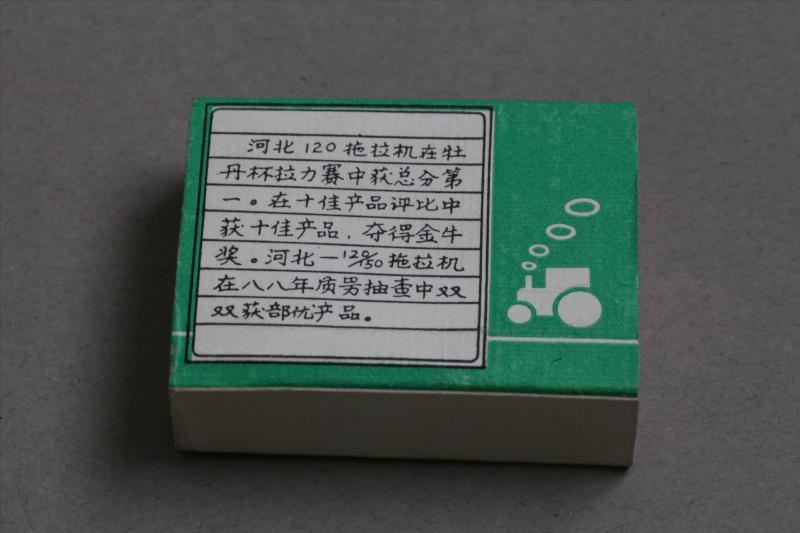 河北120拖拉机在牡
丹杯拉力赛中获总分第
一。在十佳产品评比中
获十佳产品，夺得金牛
奖。河北—120/150拖拉机
在八八年质量抽查中双
双获部优产品。